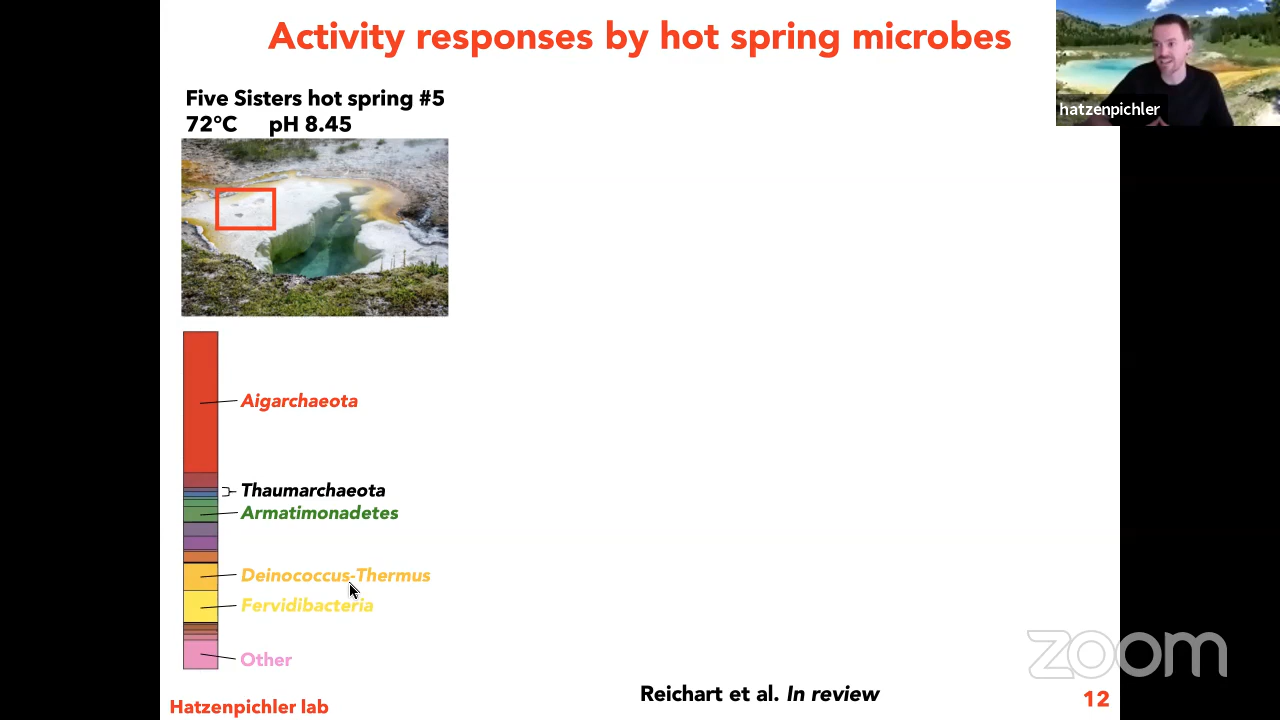 Activity responses by hot spring microbes
hatzenpichler
Five Sisters hot spring #5
72°C pH 8.45
Aigarchaeota
Thaumarchaeota
Armatimonadetes
Deinococcus-Thermus
Fervidibacteria
Other
zoom
Reichart et al. In review
12
Hatzenpichler lab